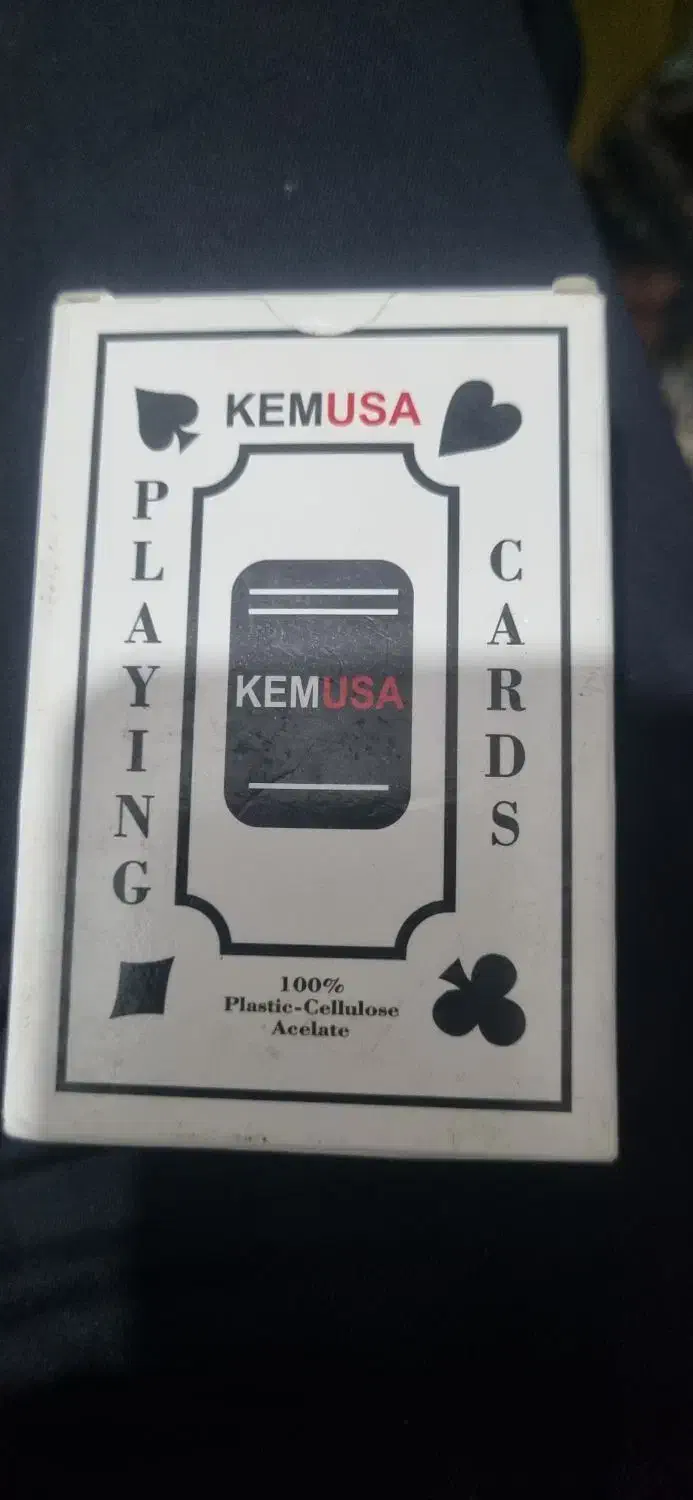 KEMUSA
PLAYING
CARDS
KEMUSA
100%
Plastic-Cellulose
Acelate